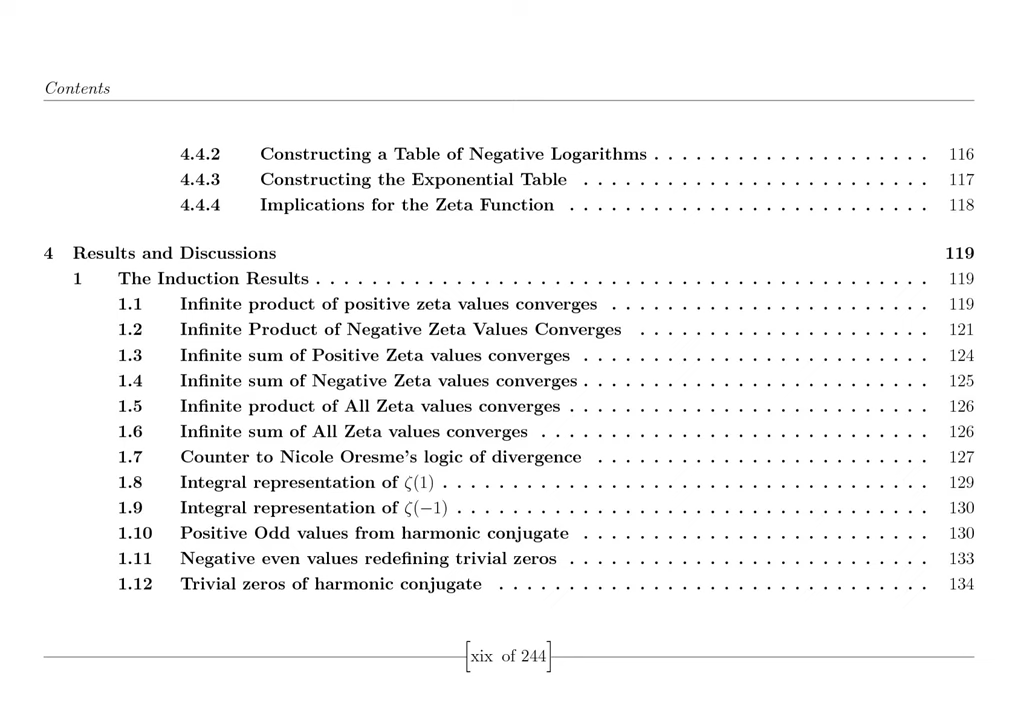 Contents
4.4.2 Constructing a Table of Negative Logarithms . . . . . . . . . . . . . . . . . . . . 116
4.4.3 Constructing the Exponential Table . . . . . . . . . . . . . . . . . . . . . . . . . 117
4.4.4 Implications for the Zeta Function . . . . . . . . . . . . . . . . . . . . . . . . . . 118
4 Results and Discussions 119
1 The Induction Results . . . . . . . . . . . . . . . . . . . . . . . . . . . . . . . . . . . . . . . . . . . . 119
1.1 Infinite product of positive zeta values converges . . . . . . . . . . . . . . . . . . . . . . . 119
1.2 Infinite Product of Negative Zeta Values Converges . . . . . . . . . . . . . . . . . . . . . 121
1.3 Infinite sum of Positive Zeta values converges . . . . . . . . . . . . . . . . . . . . . . . . . 124
1.4 Infinite sum of Negative Zeta values converges . . . . . . . . . . . . . . . . . . . . . . . . . 125
1.5 Infinite product of All Zeta values converges . . . . . . . . . . . . . . . . . . . . . . . . . . 126
1.6 Infinite sum of All Zeta values converges . . . . . . . . . . . . . . . . . . . . . . . . . . . . 126
1.7 Counter to Nicole Oresme's logic of divergence . . . . . . . . . . . . . . . . . . . . . . . . 127
1.8 Integral representation of ζ(1) . . . . . . . . . . . . . . . . . . . . . . . . . . . . . . . . . . . 129
1.9 Integral representation of ζ(−1) . . . . . . . . . . . . . . . . . . . . . . . . . . . . . . . . . . 130
1.10 Positive Odd values from harmonic conjugate . . . . . . . . . . . . . . . . . . . . . . . . . 130
1.11 Negative even values redefining trivial zeros . . . . . . . . . . . . . . . . . . . . . . . . . . 133
1.12 Trivial zeros of harmonic conjugate . . . . . . . . . . . . . . . . . . . . . . . . . . . . . . . 134
[xix of 244]